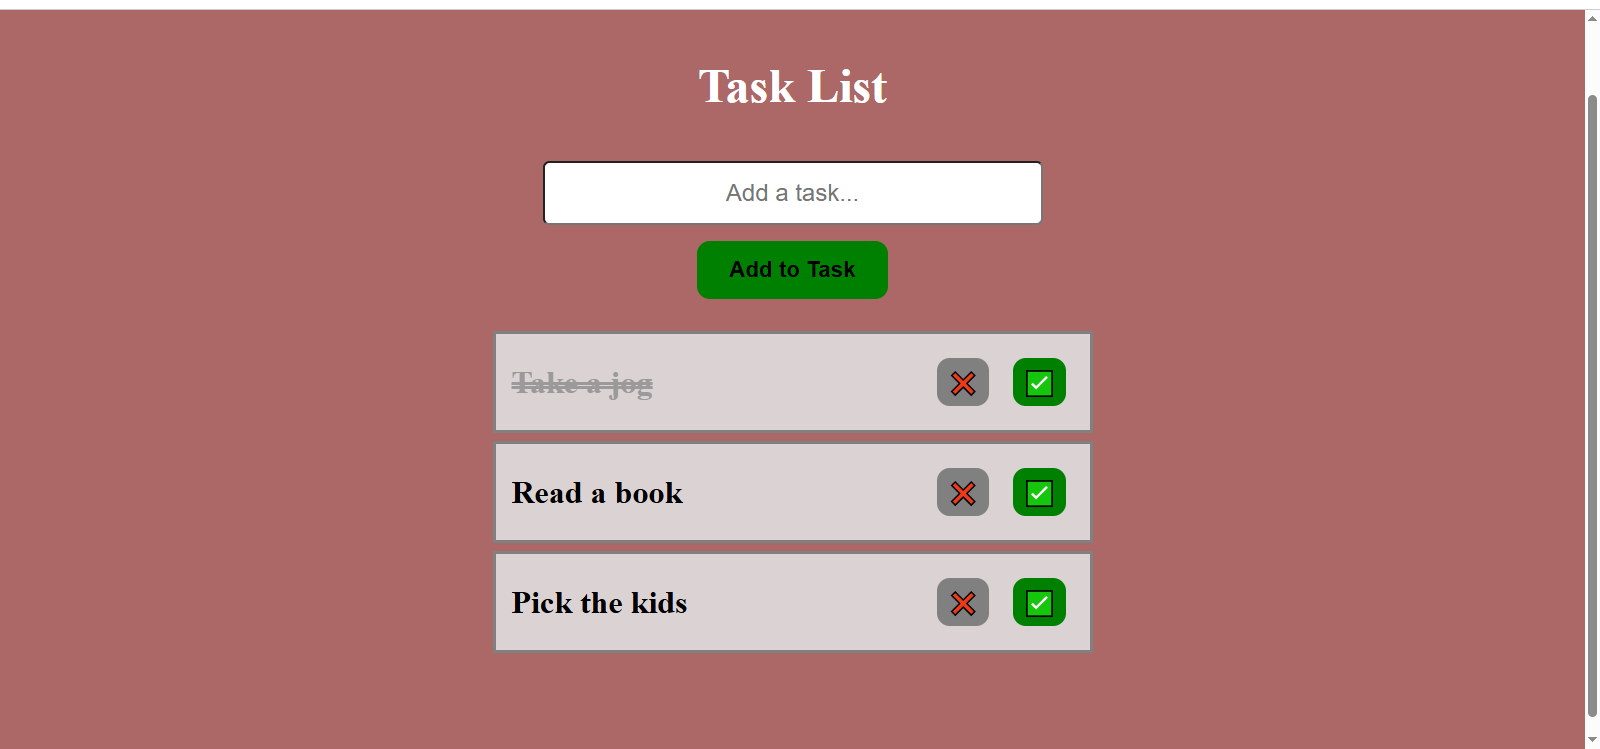 Task List
Add a task...
Add to Task
Take a jog
Read a book
Pick the kids